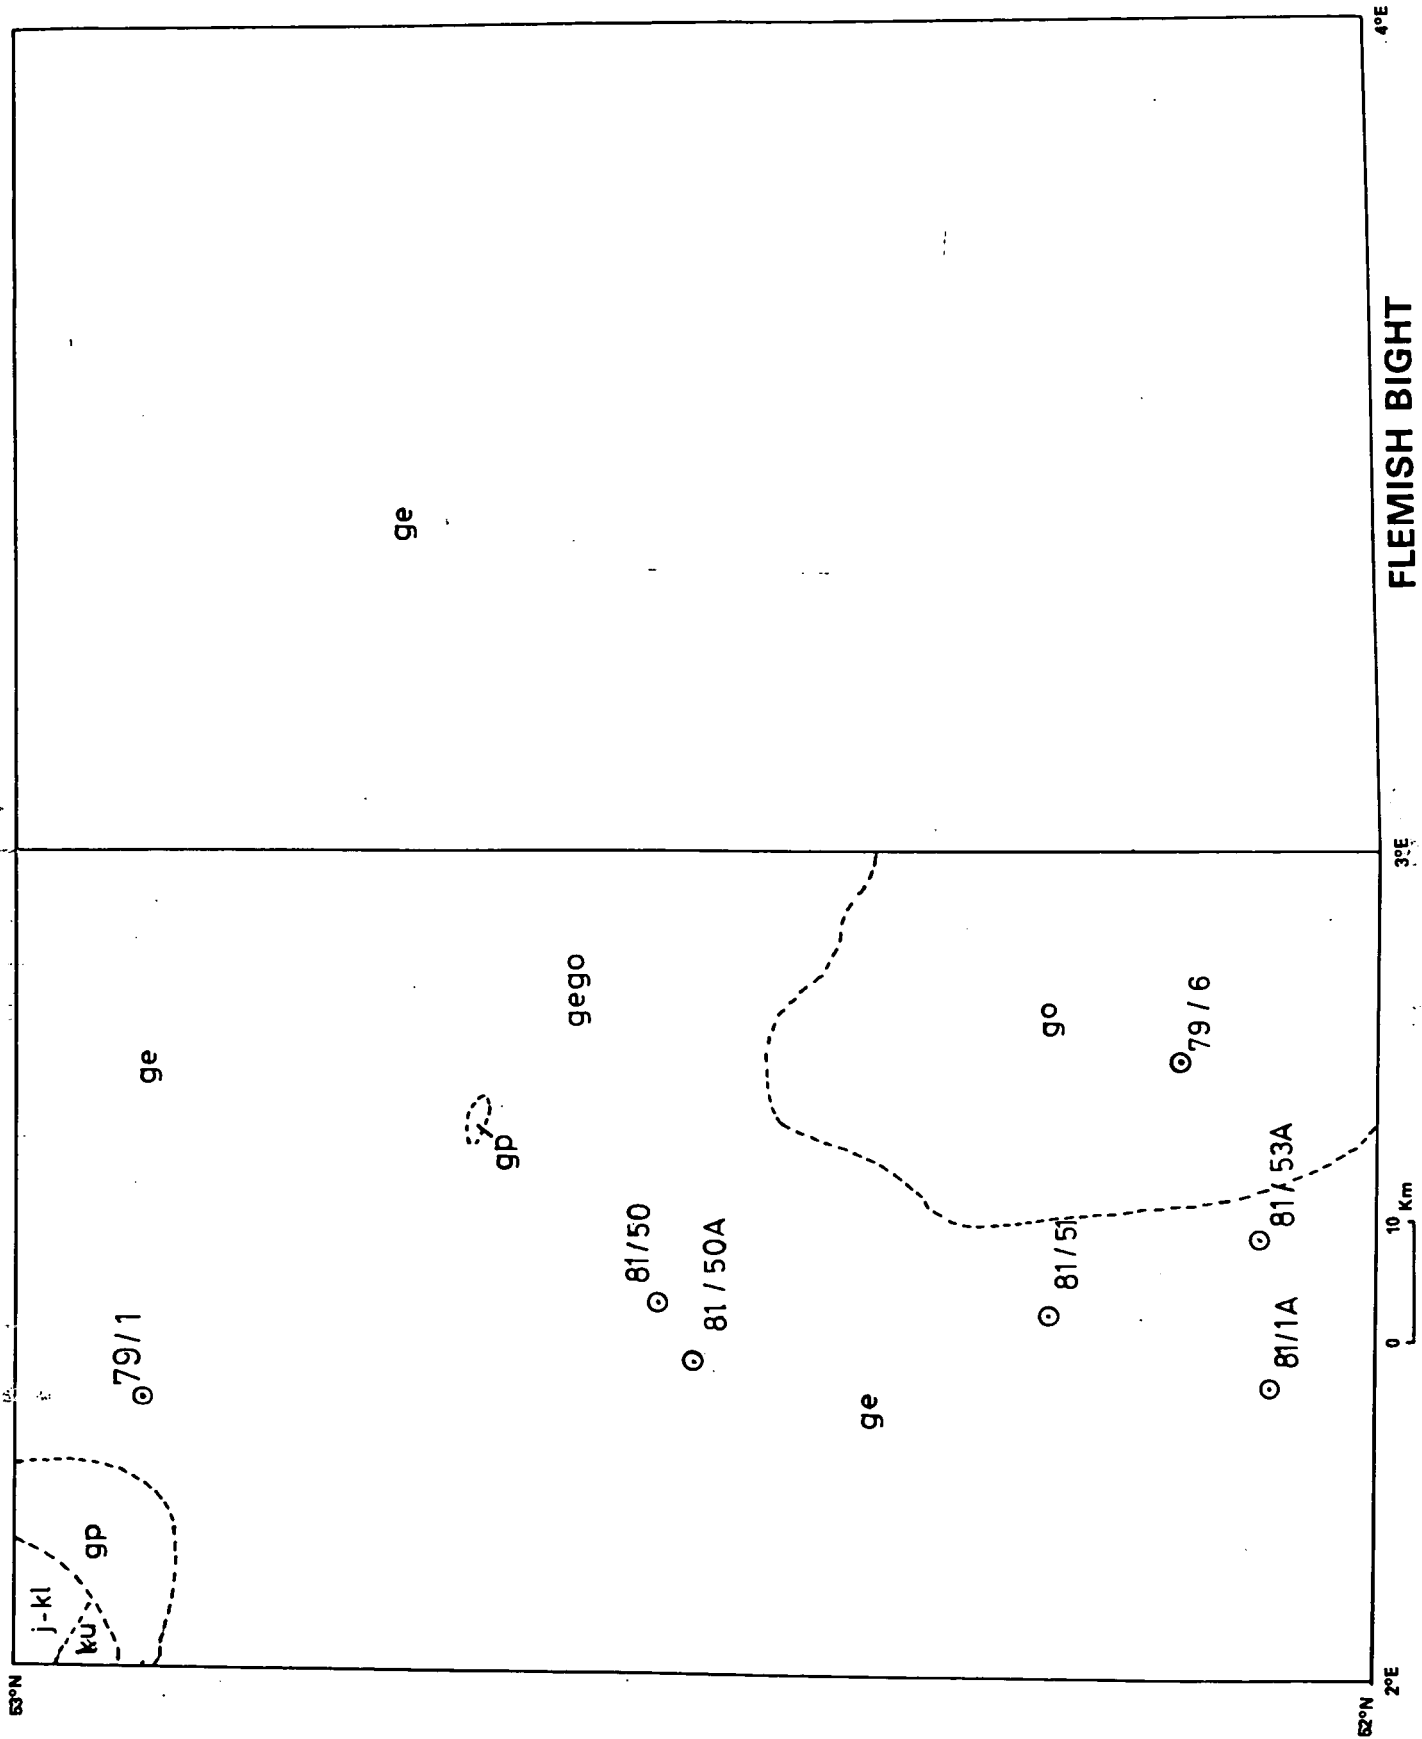 53°N
j-kl
ku
gp
79/1
ge
ge
gp
gego
81/50
81/50A
ge
go
81/51
79/6
81/53A
81/1A
52°N
2°E
0
10 Km
3°E
FLEMISH BIGHT
4°E